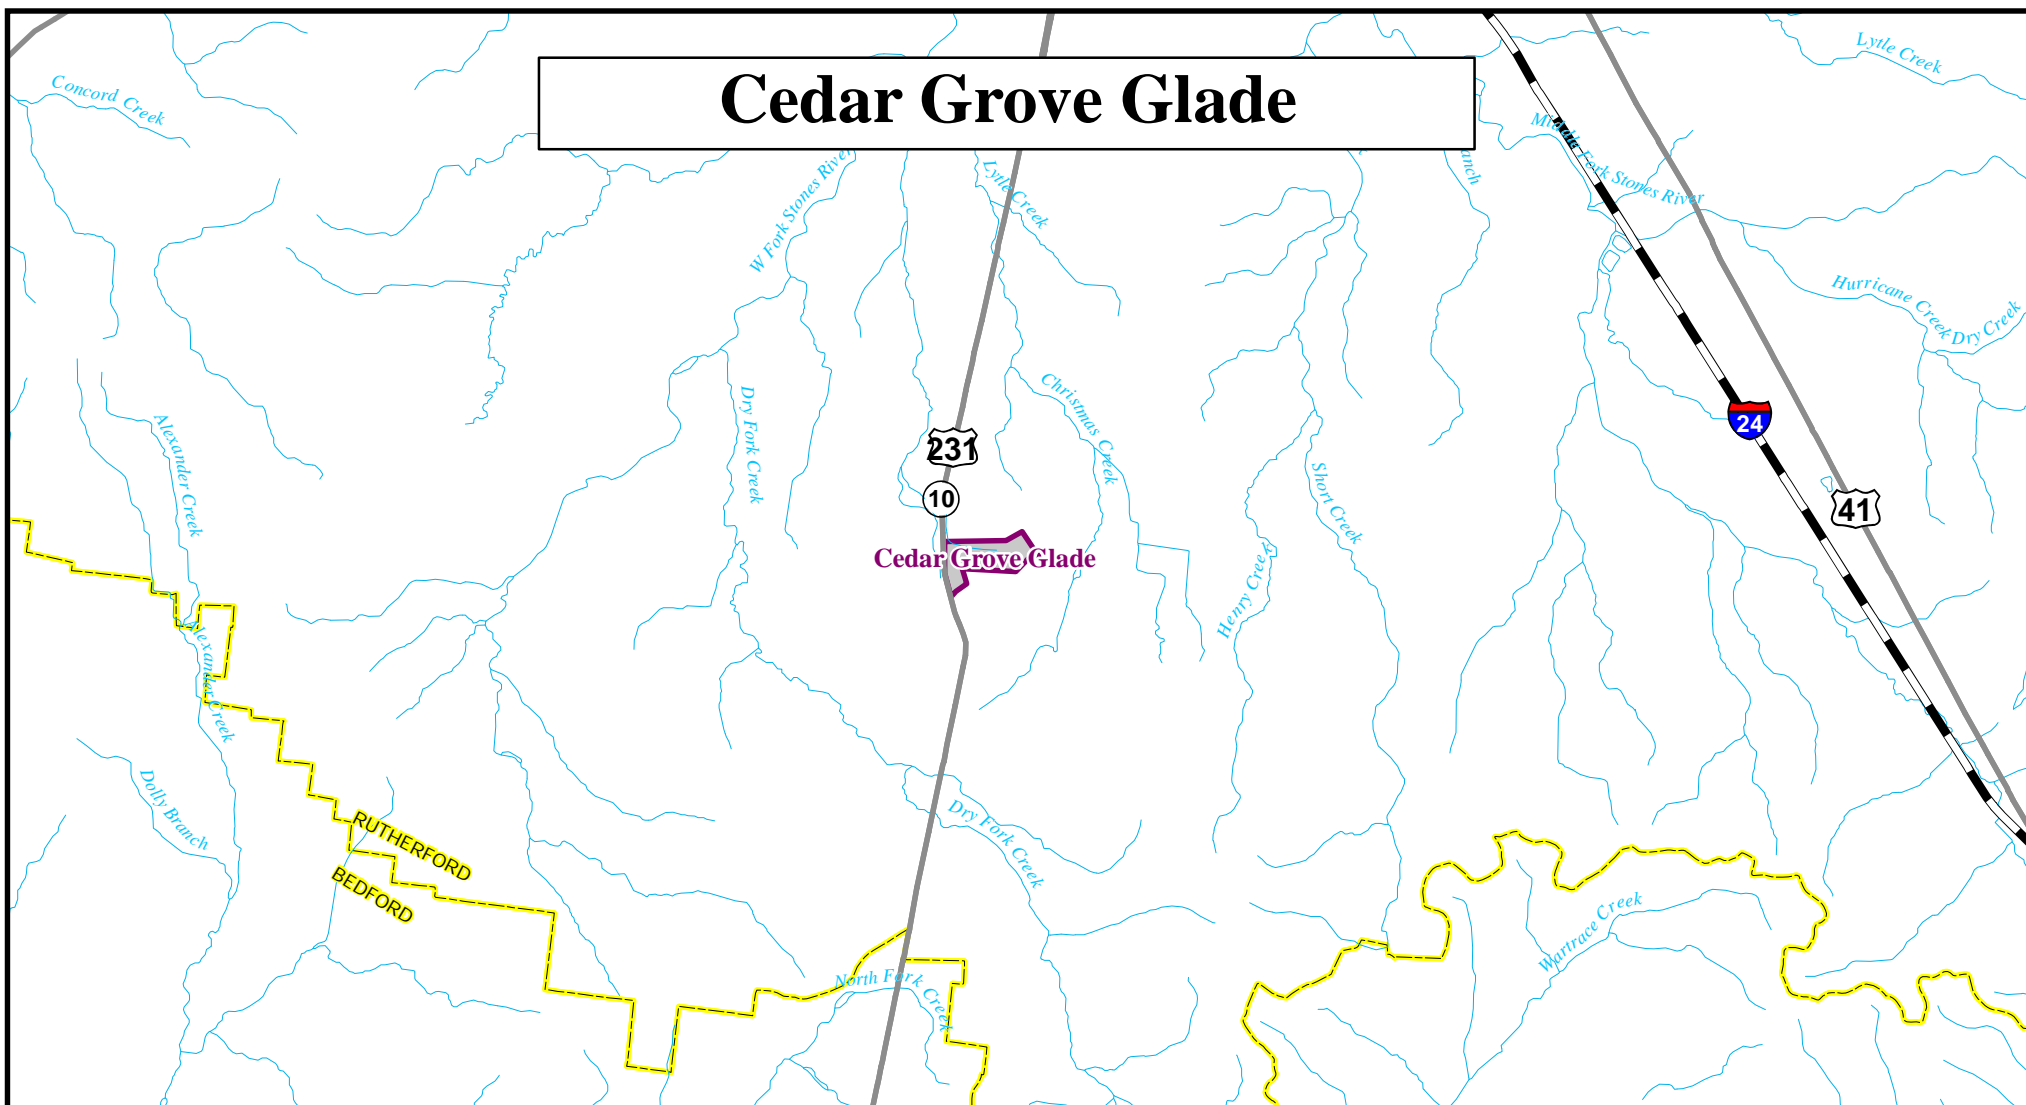 Cedar Grove Glade
Lytle Creek
Concord Creek
Middle Fork Stones River
W Fork Stones River
Lytle Creek
anch
Hurricane Creek
Dry Creek
Christmas Creek
Dry Fork Creek
Alexander Creek
24
231
10
41
Short Creek
Cedar Grove Glade
Henry Creek
Alexander Creek
Dolly Branch
RUTHERFORD
BEDFORD
Dry Fork Creek
Wartrace Creek
North Fork Creek